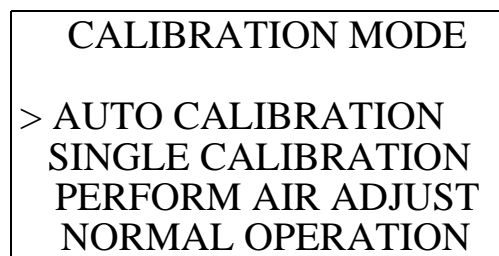 CALIBRATION MODE
> AUTO CALIBRATION
SINGLE CALIBRATION
PERFORM AIR ADJUST
NORMAL OPERATION